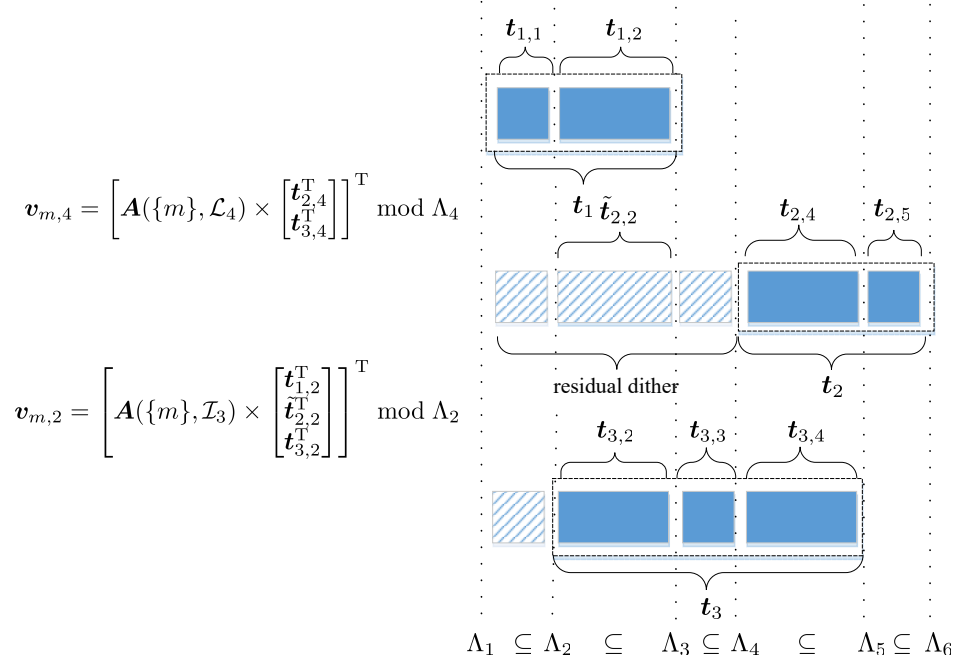 t_{1,1} t_{1,2}
v_{m,4} = [A({m}, L_4) × [t_{2,4}^T t_{3,4}^T]]^T mod Λ_4
t_1 t̃_{2,2} t_{2,4} t_{2,5}
residual dither t_2
v_{m,2} = [A({m}, I_3) × [t_{1,2}^T t̃_{2,2}^T t_{3,2}^T]]^T mod Λ_2
t_{3,2} t_{3,3} t_{3,4}
t_3
Λ_1 ⊆ Λ_2 ⊆ Λ_3 ⊆ Λ_4 ⊆ Λ_5 ⊆ Λ_6